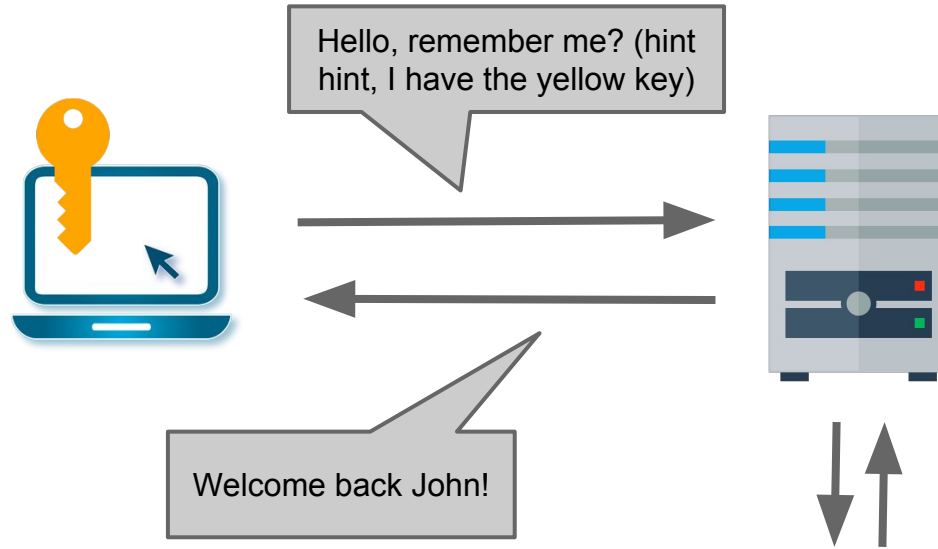 Hello, remember me? (hint
hint, I have the yellow key)
Welcome back John!